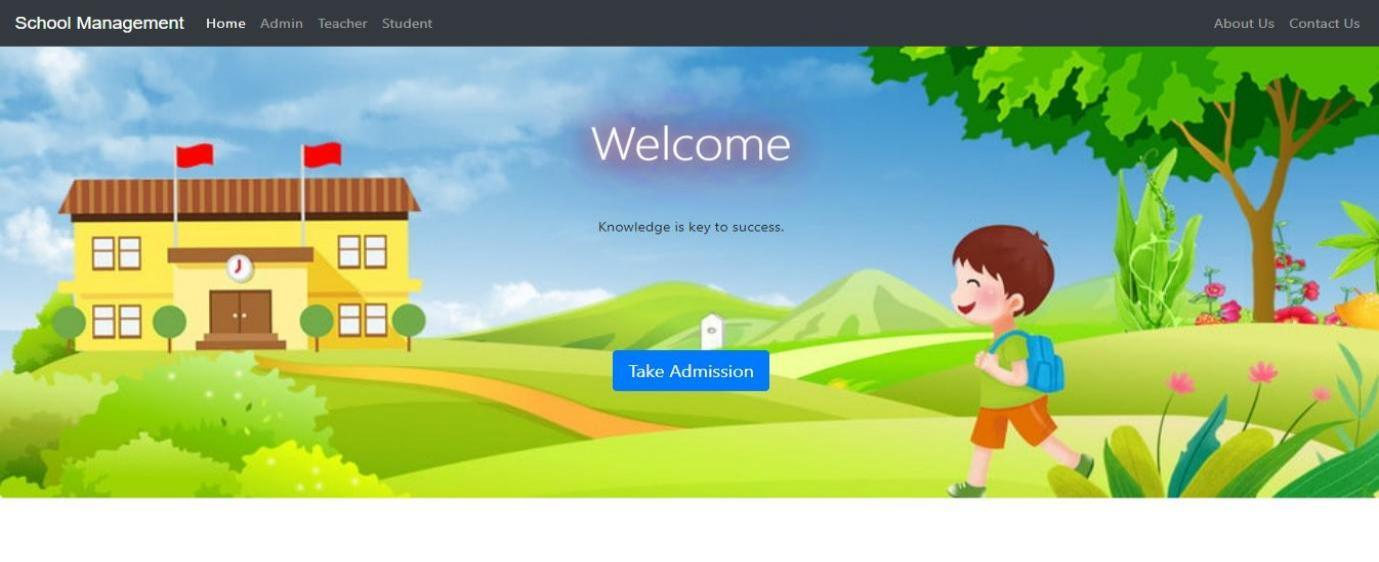 School Management Home Admin Teacher Student About Us Contact Us
Welcome
Knowledge is key to success.
Take Admission